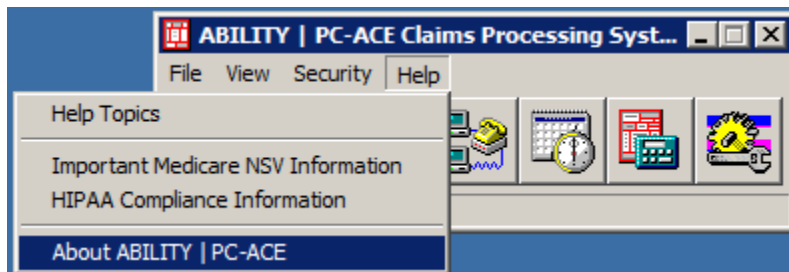 ABILITY | PC-ACE Claims Processing Syst...
File View Security Help
Help Topics
Important Medicare NSV Information
HIPAA Compliance Information
About ABILITY | PC-ACE